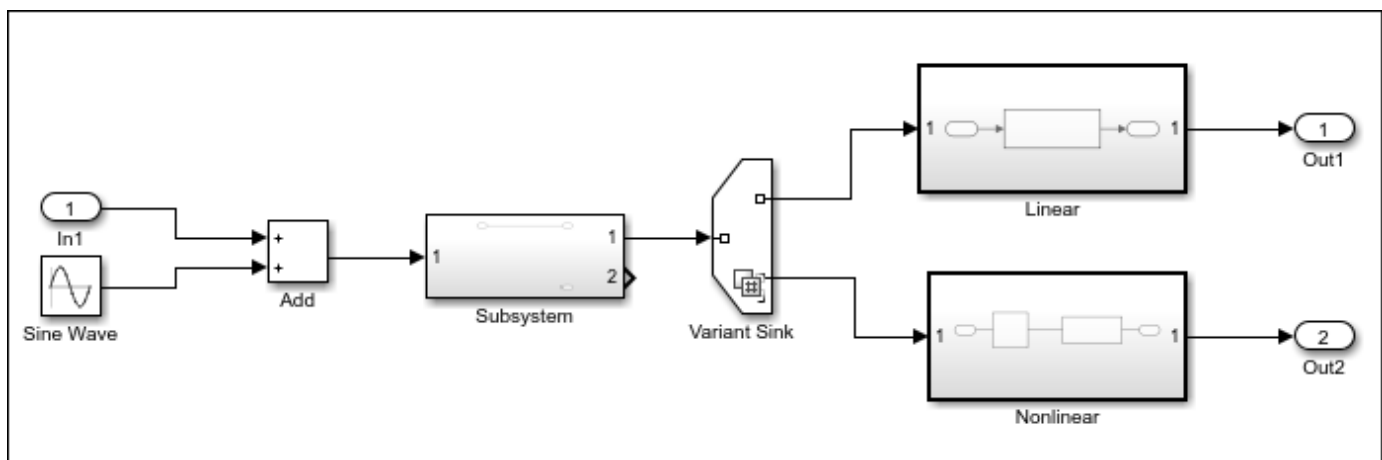 1
In1
Sine Wave
+
+
Add
1
1
2
Subsystem
#
Variant Sink
1
1
Linear
1
Out1
1
1
Nonlinear
2
Out2